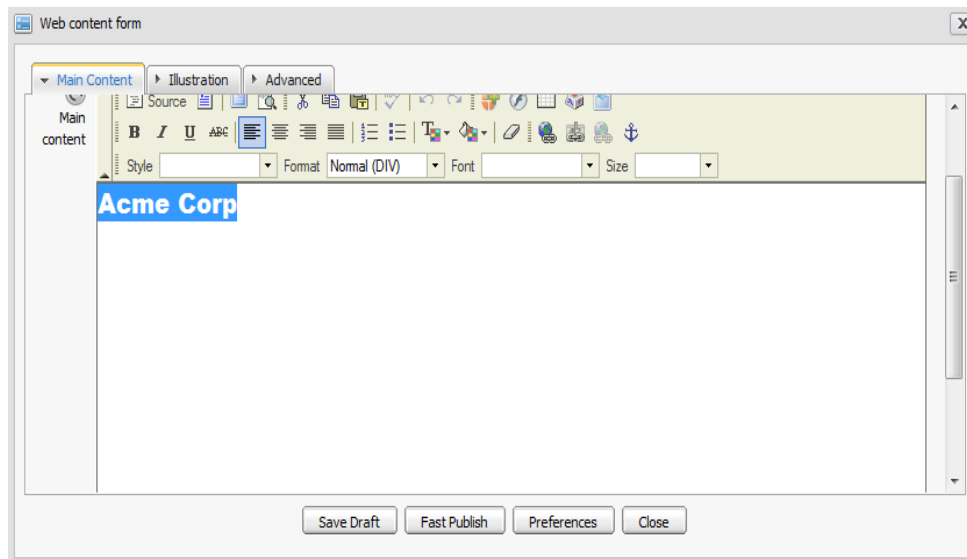 Web content form
X
Main Content Illustration Advanced
Source
Main
content
B I U ABC
Style Format Normal (DIV) Font Size
Acme Corp
Save Draft Fast Publish Preferences Close